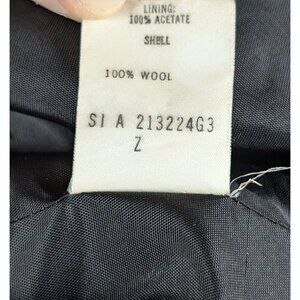 LINING:
100% ACETATE
SHELL
100% WOOL
SI A 213224G3
Z